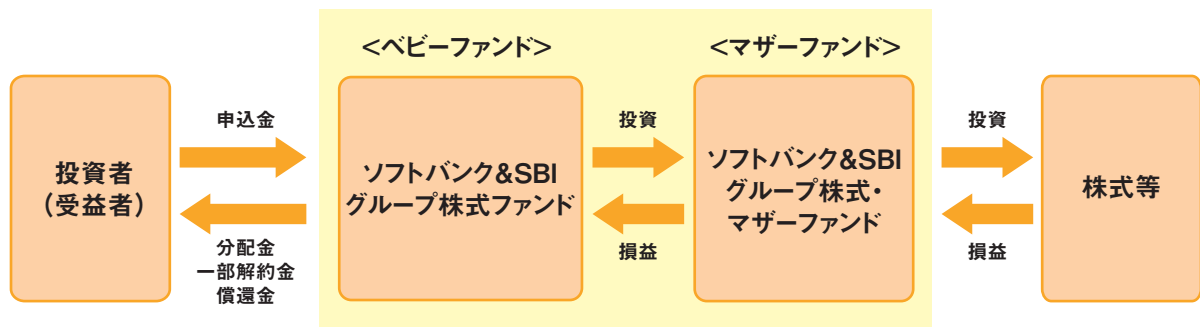 <ベビーファンド>
<マザーファンド>
投資者
(受益者)
申込金
分配金
一部解約金
償還金
ソフトバンク&SBI
グループ株式ファンド
投資
損益
ソフトバンク&SBI
グループ株式・
マザーファンド
投資
損益
株式等